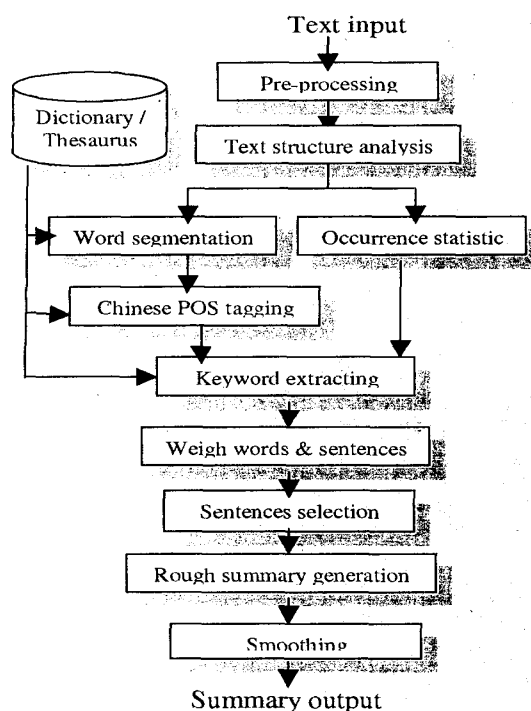 Text input
Pre-processing
Dictionary /
Thesaurus
Text structure analysis
Word segmentation
Occurrence statistic
Chinese POS tagging
Keyword extracting
Weigh words & sentences
Sentences selection
Rough summary generation
Smoothing
Summary output